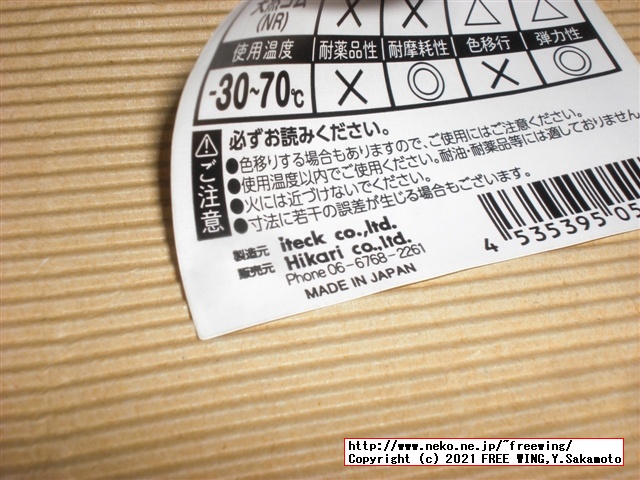 天然ゴム
(NR)
× × △ △
使用温度 耐薬品性 耐摩耗性 色移行 弾力性
-30~70℃ × ◎ × ◎
⚠ご注意
必ずお読みください。
●色移りする場合もありますので、ご使用にはご注意ください。
●使用温度以内でご使用ください。耐油・耐薬品等には適しておりません
●火には近づけないでください。
●寸法に若干の誤差が生じる場合もございます。
製造元 iteck co.,ltd.
販売元 Hikari co.,ltd.
Phone 06-6768-2261
MADE IN JAPAN
4 535395 05
http://www.neko.ne.jp/~freewing/
Copyright (c) 2021 FREE WING,Y.Sakamoto